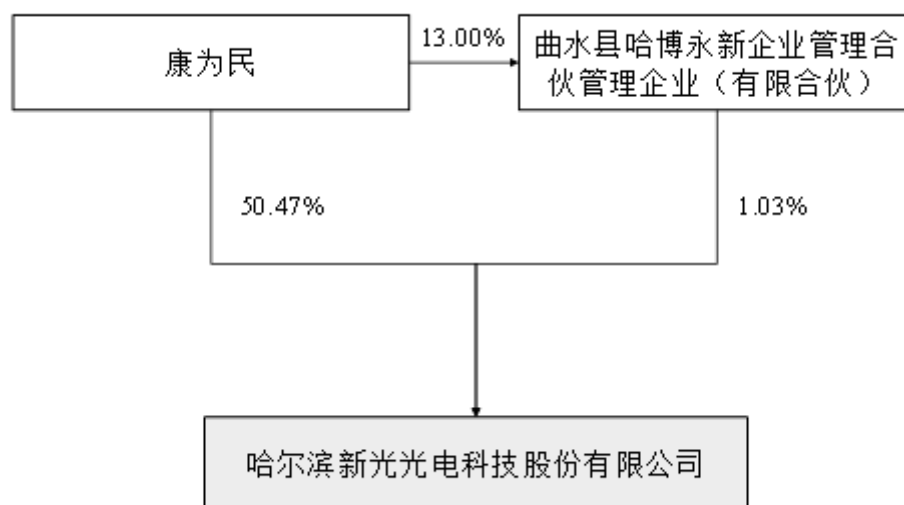 康为民
13.00%
曲水县哈博永新企业管理合
伙管理企业（有限合伙）
50.47%
1.03%
哈尔滨新光光电科技股份有限公司